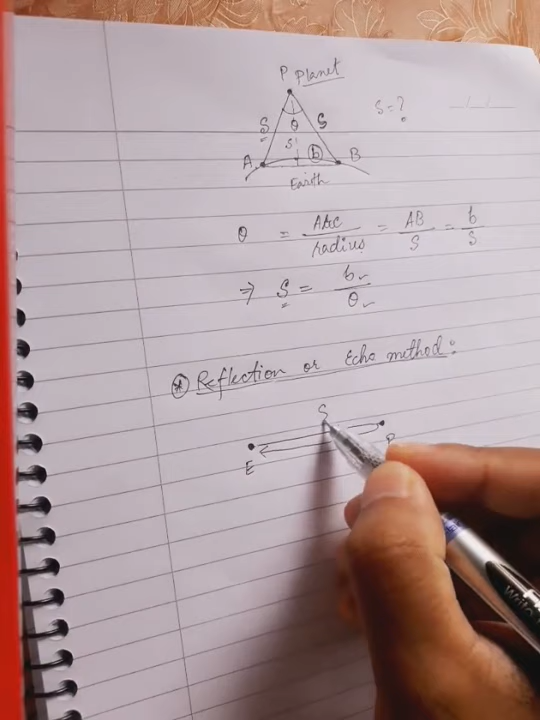 P Planet
S = ?
S θ S
S
A b B
Earth
θ = Arc/radius = AB/S = b/S
⇒ S = b/θ
* Reflection or Echo method:
S
E P